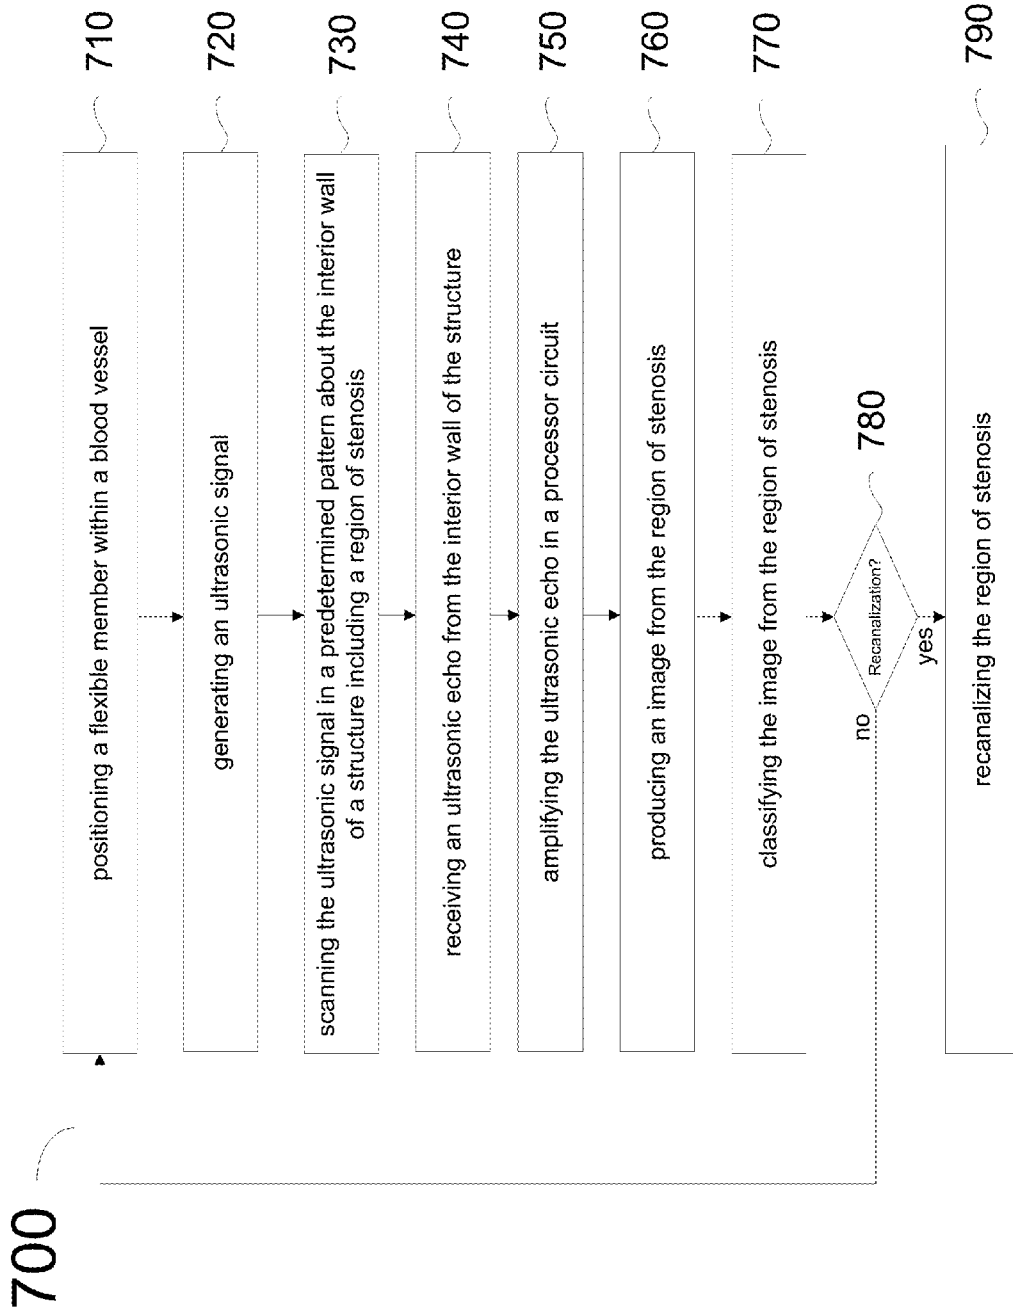 700
710
positioning a flexible member within a blood vessel
720
generating an ultrasonic signal
730
scanning the ultrasonic signal in a predetermined pattern about the interior wall
of a structure including a region of stenosis
740
receiving an ultrasonic echo from the interior wall of the structure
750
amplifying the ultrasonic echo in a processor circuit
760
producing an image from the region of stenosis
770
classifying the image from the region of stenosis
780
Recanalization?
no
yes
790
recanalizing the region of stenosis